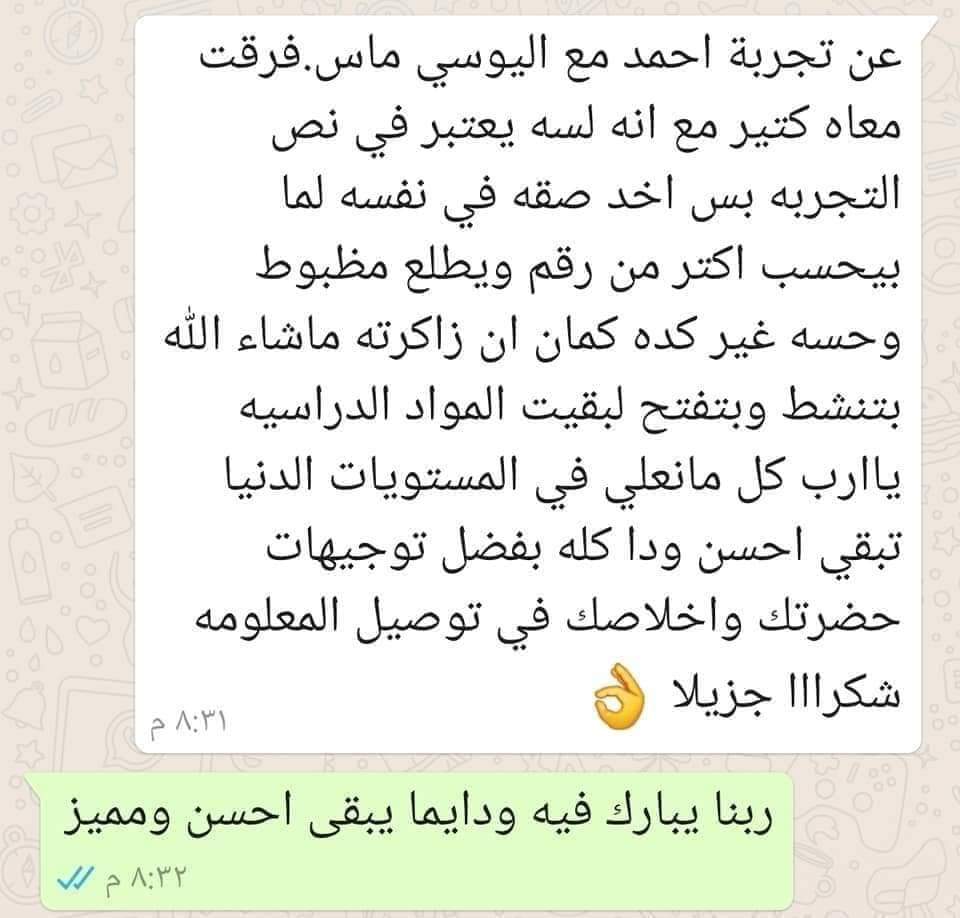 عن تجربة احمد مع اليوسي ماس.فرقت
معاه كتير مع انه لسه يعتبر في نص
التجربه بس اخد صقه في نفسه لما
بيحسب اكتر من رقم ويطلع مظبوط
وحسه غير كده كمان ان زاكرته ماشاء الله
بتنشط وبتفتح لبقيت المواد الدراسيه
ياارب كل مانعلي في المستويات الدنيا
تبقي احسن ودا كله بفضل توجيهات
حضرتك واخلاصك في توصيل المعلومه
شكرااا جزيلا 👌
٨:٣١ م
ربنا يبارك فيه ودايما يبقى احسن ومميز
٨:٣٢ م